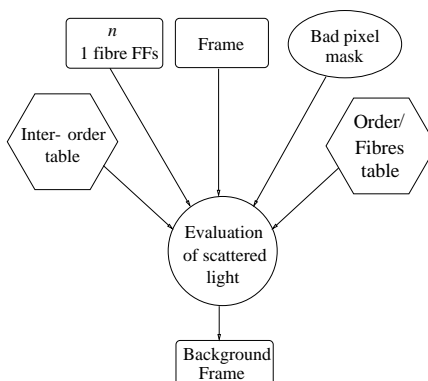 n
1 fibre FFs
Frame
Bad pixel
mask
Inter- order
table
Order/
Fibres
table
Evaluation
of scattered
light
Background
Frame